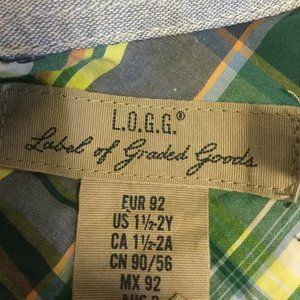 L.O.G.G.®
Label of Graded Goods
EUR 92
US 1½-2Y
CA 1½-2A
CN 90/56
MX 92